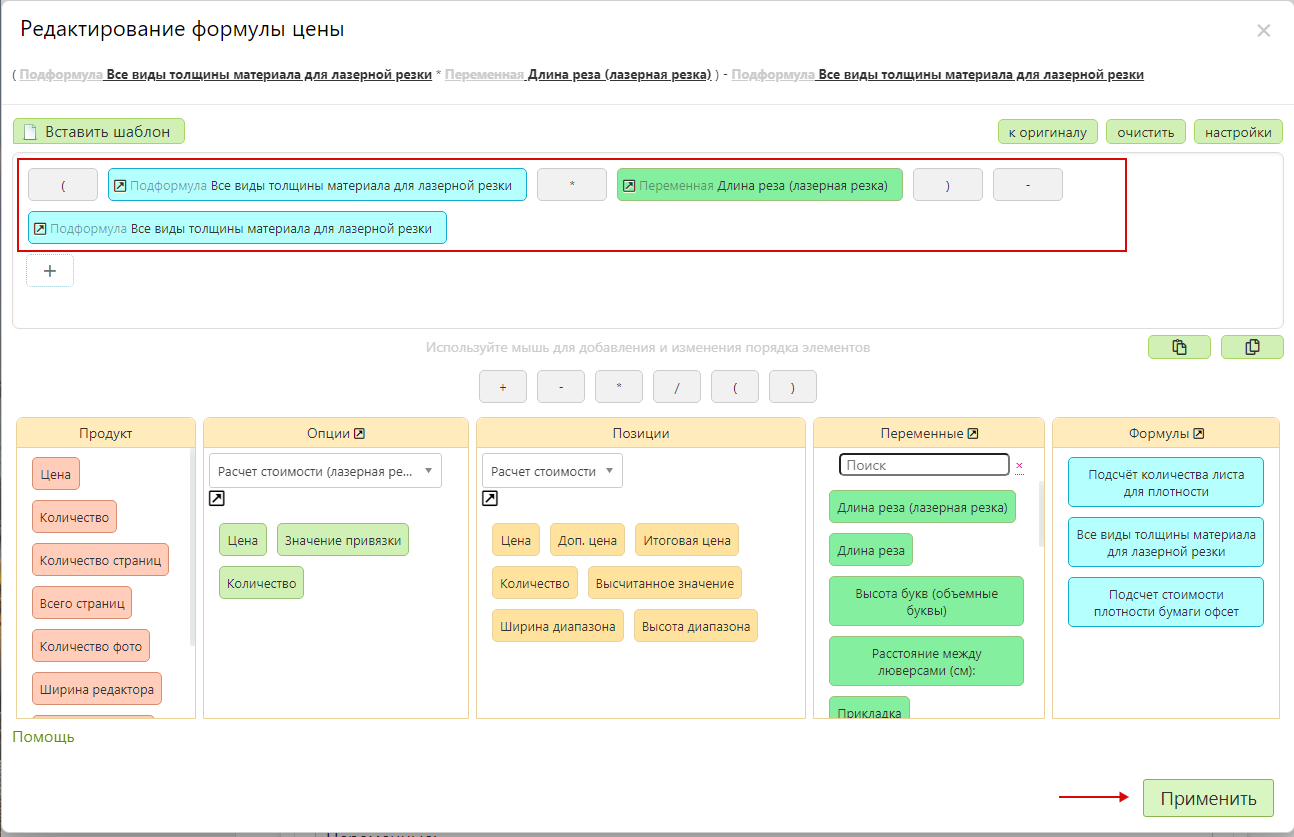 Редактирование формулы цены
×
( Подформула Все виды толщины материала для лазерной резки * Переменная Длина реза (лазерная резка) ) - Подформула Все виды толщины материала для лазерной резки
Вставить шаблон
к оригиналу
очистить
настройки
( Подформула Все виды толщины материала для лазерной резки * Переменная Длина реза (лазерная резка) ) -
Подформула Все виды толщины материала для лазерной резки
+
Используйте мышь для добавления и изменения порядка элементов
+ - * / ( )
Продукт
Цена
Количество
Количество страниц
Всего страниц
Количество фото
Ширина редактора
Опции
Расчет стоимости (лазерная ре...
Цена
Значение привязки
Количество
Позиции
Расчет стоимости
Цена
Доп. цена
Итоговая цена
Количество
Высчитанное значение
Ширина диапазона
Высота диапазона
Переменные
Поиск
×
Длина реза (лазерная резка)
Длина реза
Высота букв (объемные
буквы)
Расстояние между
люверсами (см):
Прикладка
Формулы
Подсчёт количества листа
для плотности
Все виды толщины материала
для лазерной резки
Подсчет стоимости
плотности бумаги офсет
Помощь
Применить